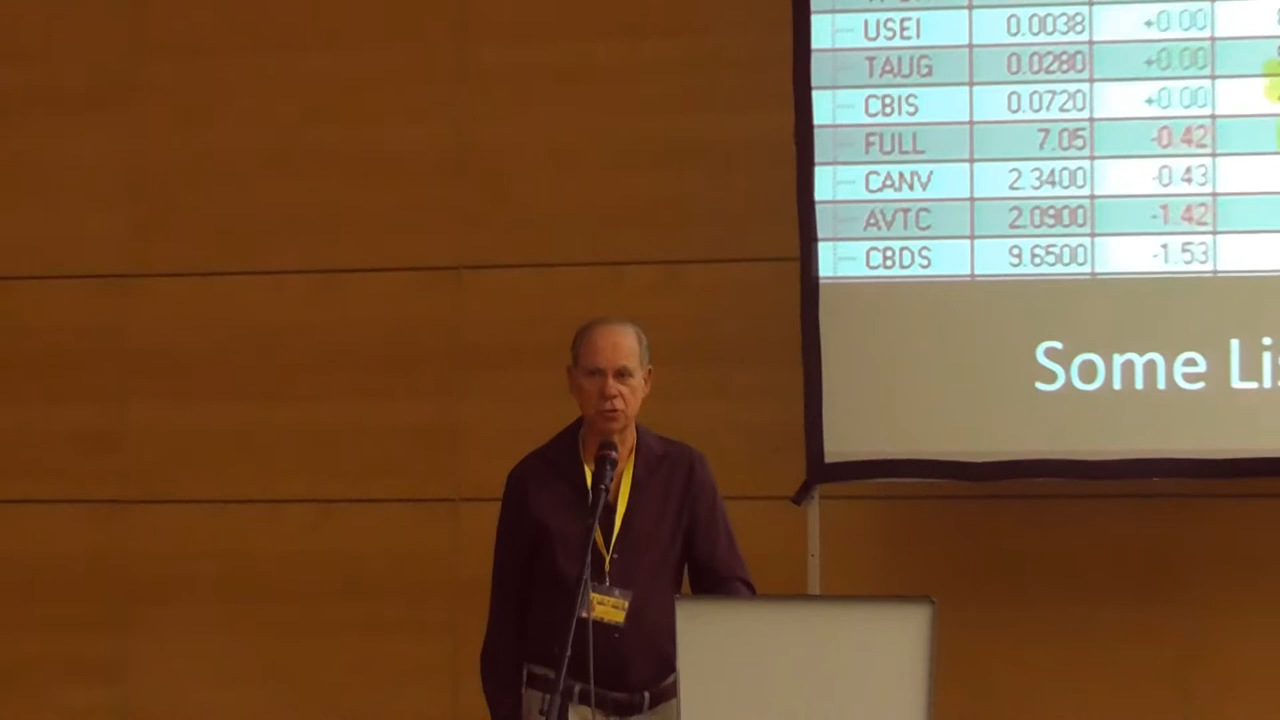 USEI 0.0038 +0.00
TAUG 0.0280 +0.00
CBIS 0.0720 +0.00
FULL 7.05 -0.42
CANV 2.3400 -0.43
AVTC 2.0900 -1.42
CBDS 9.6500 -1.53
Some Lis